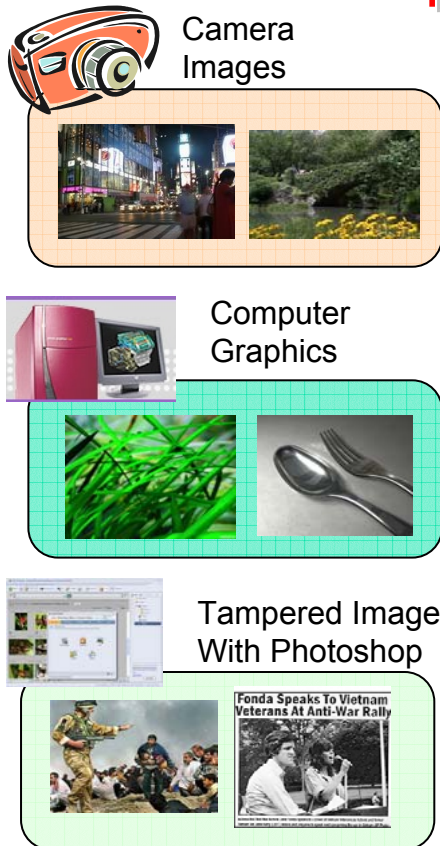 Camera
Images
Computer
Graphics
Tampered Image
With Photoshop
Fonda Speaks To Vietnam
Veterans At Anti-War Rally